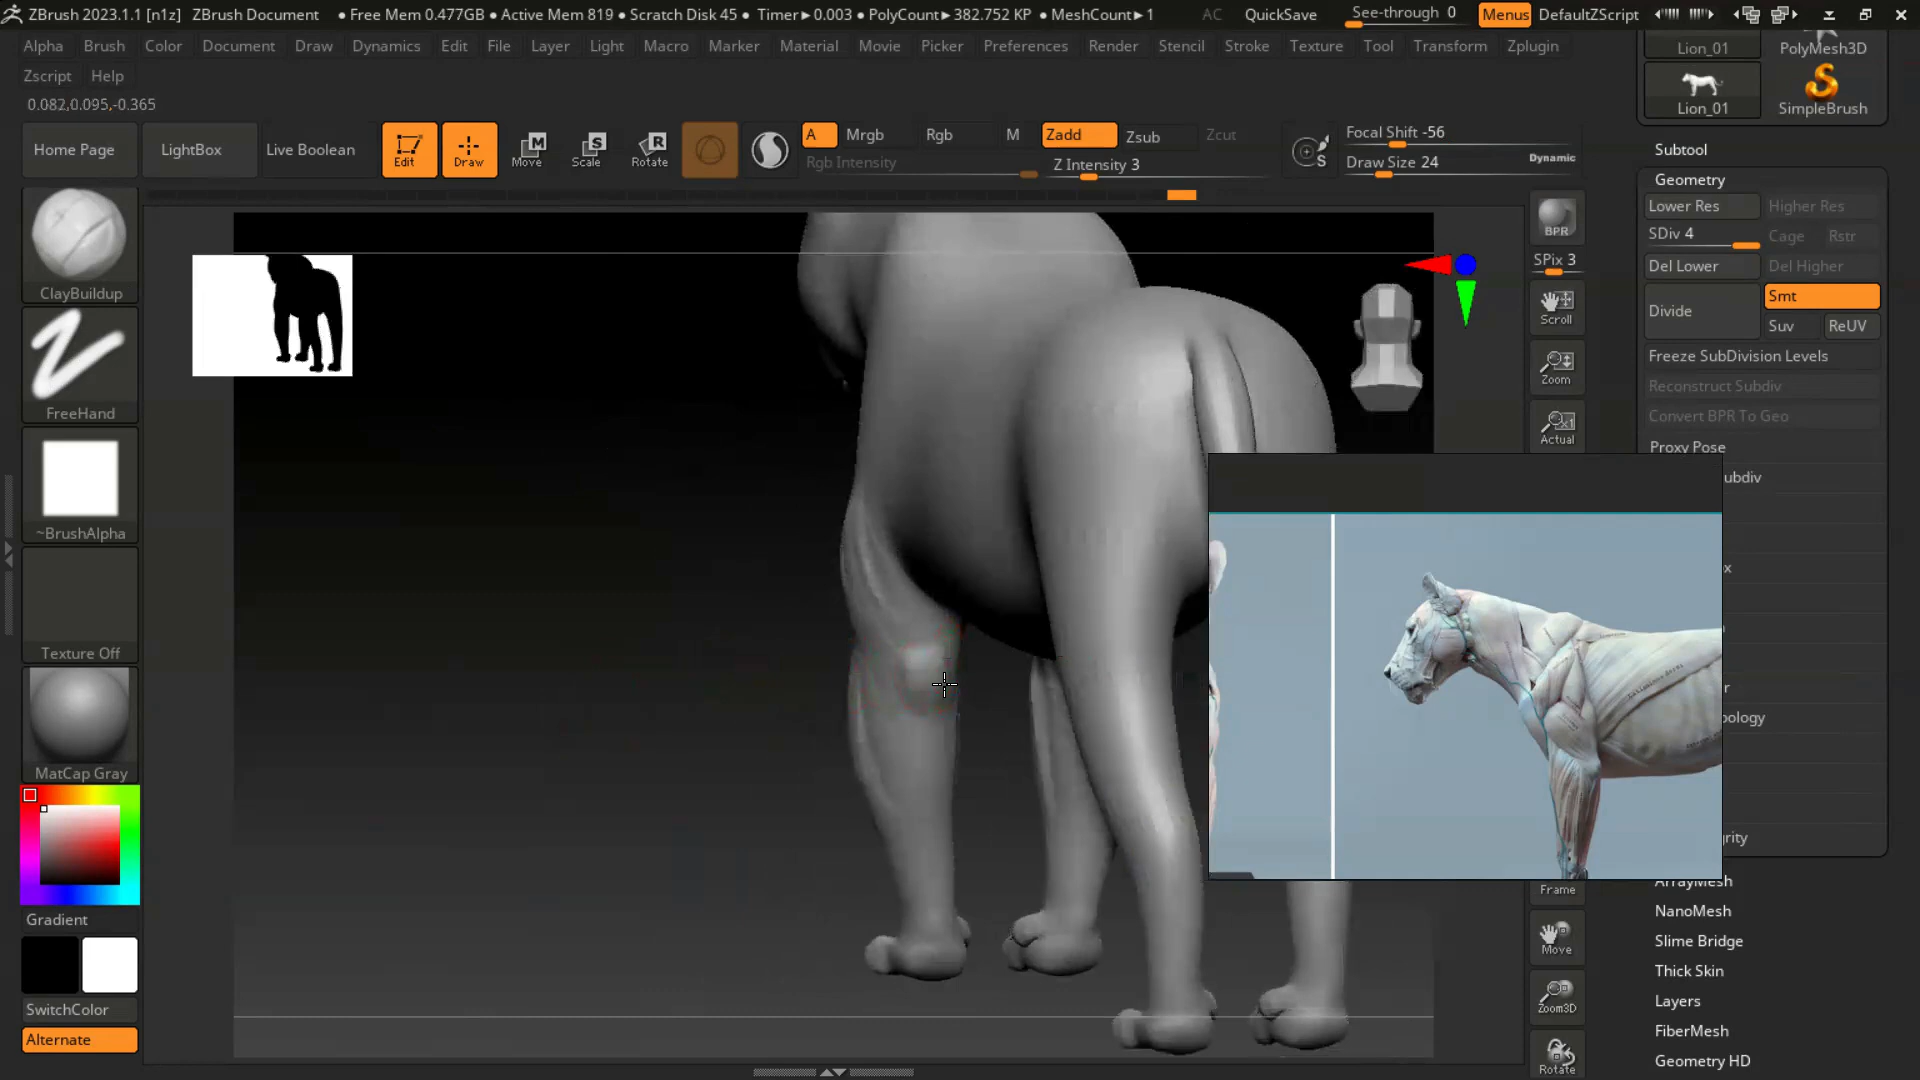 ZBrush 2023.1.1 [n1z] ZBrush Document ● Free Mem 0.477GB ● Active Mem 819 ● Scratch Disk 45 ● Timer►0.003 ● PolyCount►382.752 KP ● MeshCount►1 AC QuickSave See-through 0 Menus DefaultZScript
Alpha Brush Color Document Draw Dynamics Edit File Layer Light Macro Marker Material Movie Picker Preferences Render Stencil Stroke Texture Tool Transform Zplugin
Zscript Help
0.082,0.095,-0.365
Home Page LightBox Live Boolean Edit Draw Move Scale Rotate
A Mrgb Rgb M Zadd Zsub Zcut
Rgb Intensity Z Intensity 3
Focal Shift -56
Draw Size 24 Dynamic
ClayBuildup
FreeHand
~BrushAlpha
Texture Off
MatCap Gray
Gradient
SwitchColor
Alternate
BPR
SPix 3
Scroll
Zoom
Actual
Frame
Move
Zoom3D
Rotate
Lion_01 PolyMesh3D
Lion_01 SimpleBrush
Subtool
Geometry
Lower Res Higher Res
SDiv 4 Cage Rstr
Del Lower Del Higher
Divide Smt
Suv ReUV
Freeze SubDivision Levels
Reconstruct Subdiv
Convert BPR To Geo
Proxy Pose
ubdiv
x
r
pology
grity
ArrayMesh
NanoMesh
Slime Bridge
Thick Skin
Layers
FiberMesh
Geometry HD